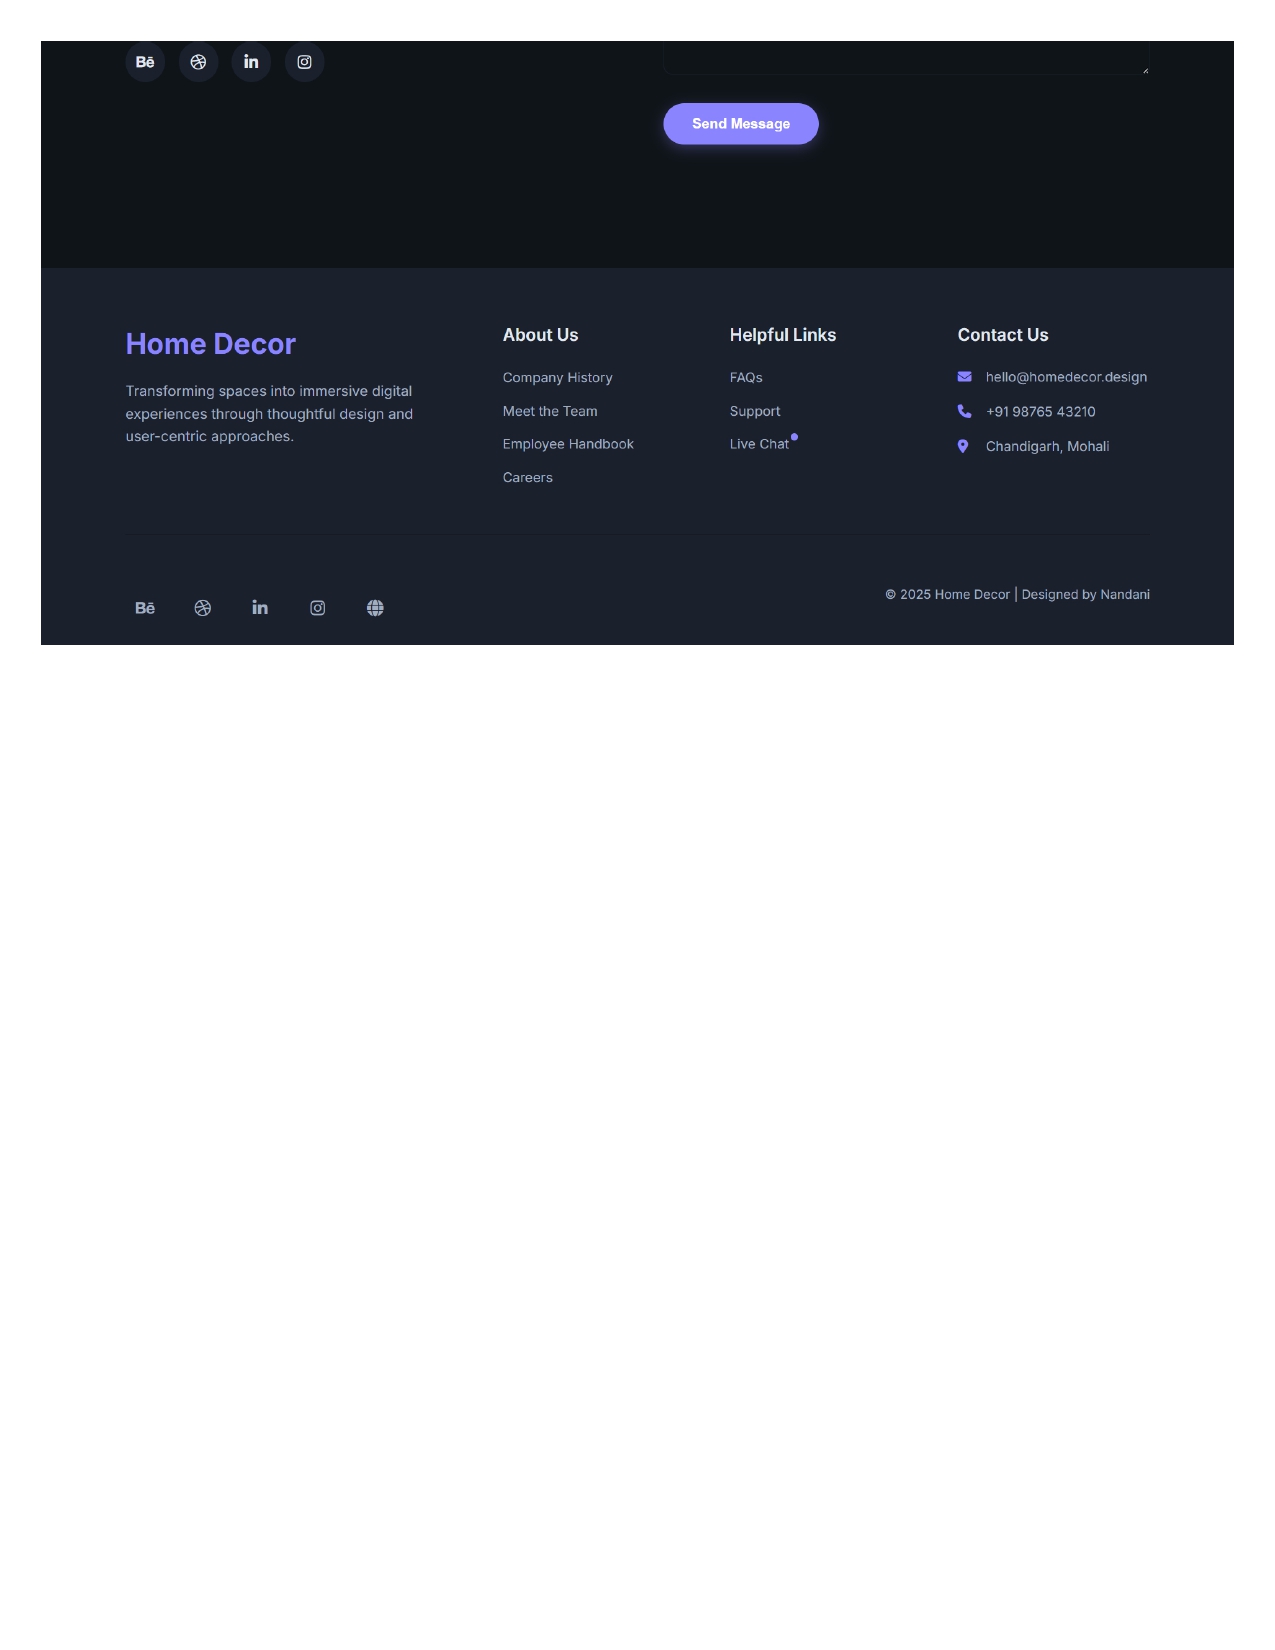 Bē
in
Send Message
Home Decor
Transforming spaces into immersive digital
experiences through thoughtful design and
user-centric approaches.
About Us
Company History
Meet the Team
Employee Handbook
Careers
Helpful Links
FAQs
Support
Live Chat
Contact Us
hello@homedecor.design
+91 98765 43210
Chandigarh, Mohali
Bē
in
© 2025 Home Decor | Designed by Nandani